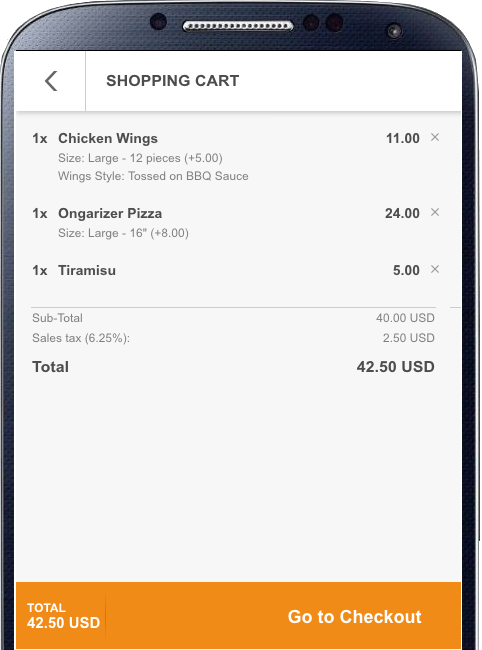 SHOPPING CART
1x Chicken Wings 11.00 ×
Size: Large - 12 pieces (+5.00)
Wings Style: Tossed on BBQ Sauce
1x Ongarizer Pizza 24.00 ×
Size: Large - 16" (+8.00)
1x Tiramisu 5.00 ×
Sub-Total 40.00 USD
Sales tax (6.25%): 2.50 USD
Total 42.50 USD
TOTAL
42.50 USD
Go to Checkout